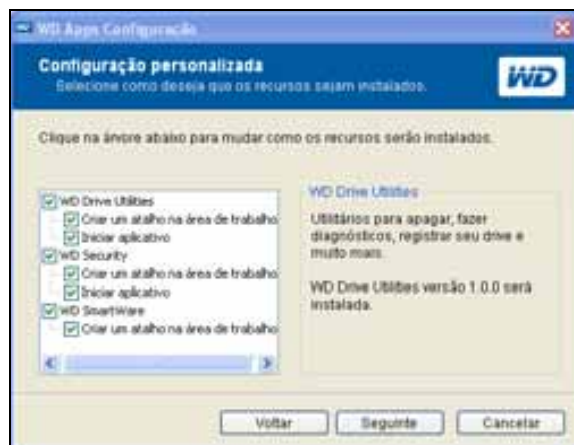 WD Apps Configuração
Configuração personalizada
Selecione como deseja que os recursos sejam instalados.
WD
Clique na árvore abaixo para mudar como os recursos serão instalados.
WD Drive Utilities
Criar um atalho na área de trabalho
Iniciar aplicativo
WD Security
Criar um atalho na área de trabalho
Iniciar aplicativo
WD SmartWare
Criar um atalho na área de trabalho
WD Drive Utilities
Utilitários para apagar, fazer
diagnósticos, registrar seu drive e
muito mais.
WD Drive Utilities versão 1.0.0 será
instalada.
Voltar
Seguinte
Cancelar